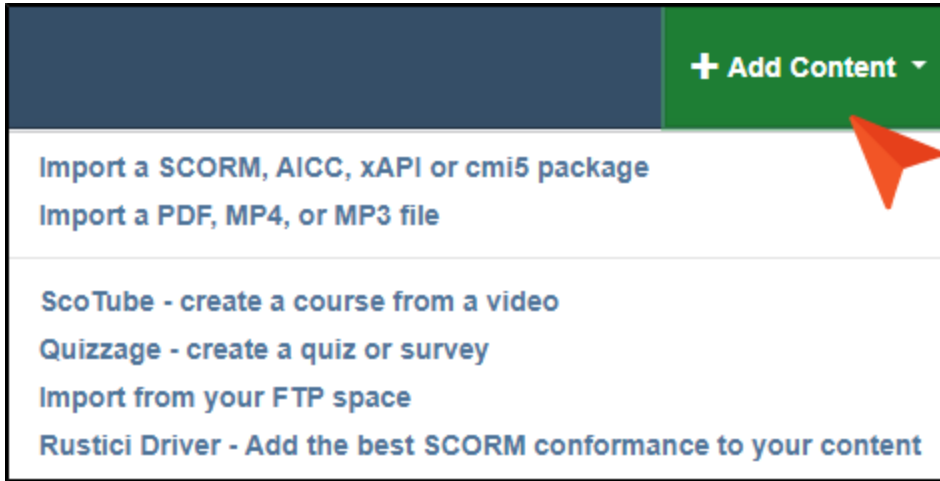 + Add Content
Import a SCORM, AICC, xAPI or cmi5 package
Import a PDF, MP4, or MP3 file
ScoTube - create a course from a video
Quizzage - create a quiz or survey
Import from your FTP space
Rustici Driver - Add the best SCORM conformance to your content